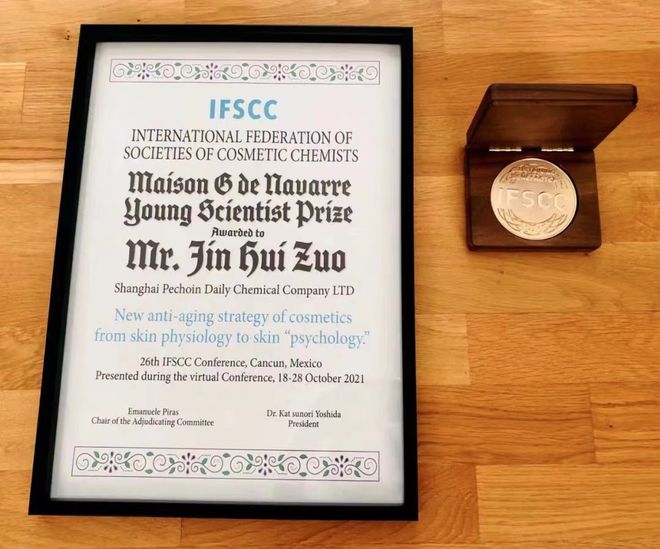 IFSCC
INTERNATIONAL FEDERATION OF
SOCIETIES OF COSMETIC CHEMISTS
Maison G de Navarre
Young Scientist Prize
Awarded to
Mr. Jin Hui Zuo
Shanghai Pechoin Daily Chemical Company LTD
New anti-aging strategy of cosmetics
from skin physiology to skin “psychology.”
26th IFSCC Conference, Cancun, Mexico
Presented during the virtual Conference, 18-28 October 2021
Emanuele Piras
Chair of the Adjudicating Committee
Dr. Kat sunori Yoshida
President
IFSCC